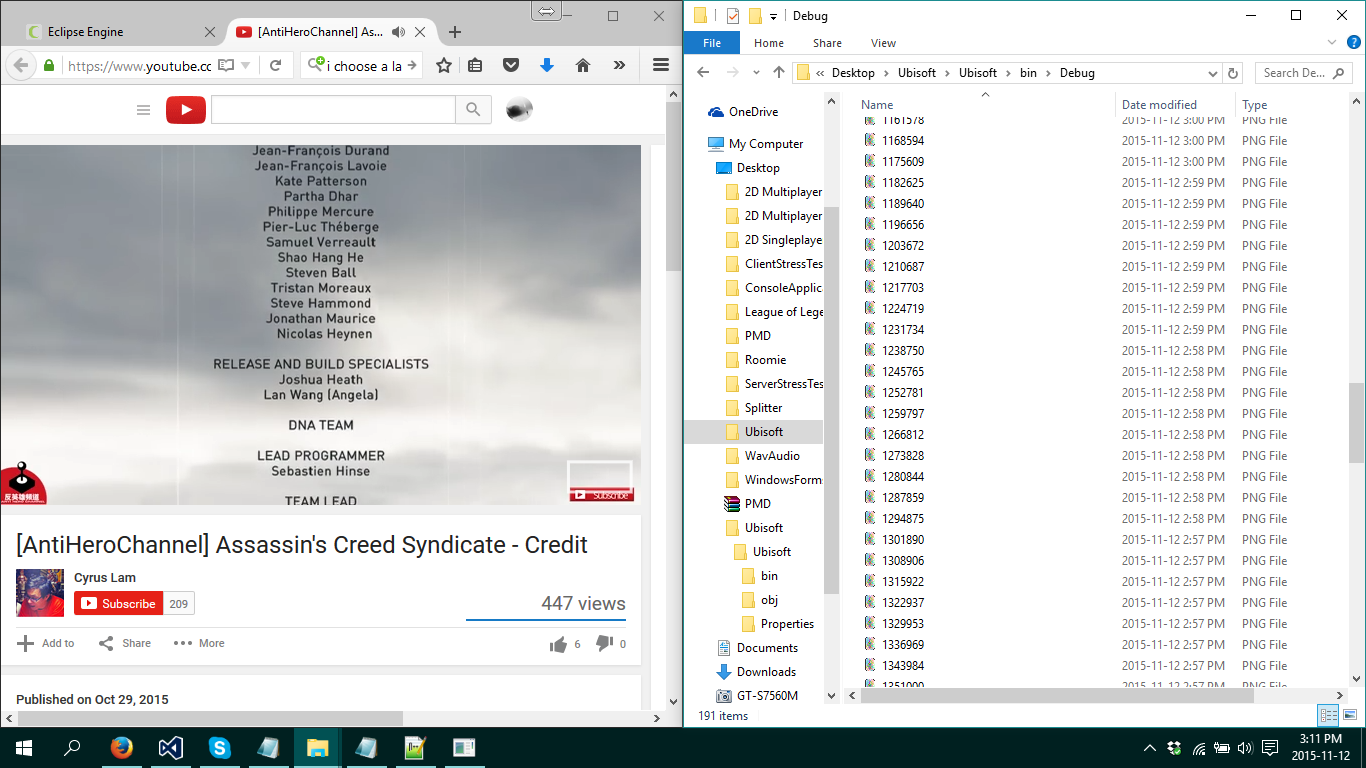 Eclipse Engine
[AntiHeroChannel] As...
https://www.youtube.cc
i choose a la
Jean-François Durand
Jean-François Lavoie
Kate Patterson
Partha Dhar
Philippe Mercure
Pier-Luc Théberge
Samuel Verreault
Shao Hang He
Steven Ball
Tristan Moreaux
Steve Hammond
Jonathan Maurice
Nicolas Heynen
RELEASE AND BUILD SPECIALISTS
Joshua Heath
Lan Wang (Angela)
DNA TEAM
LEAD PROGRAMMER
Sebastien Hinse
TEAM LEAD
反英雄頻道
ANTI HERO CHANNEL
Subscribe
[AntiHeroChannel] Assassin's Creed Syndicate - Credit
Cyrus Lam
Subscribe 209
447 views
Add to Share More 6 0
Published on Oct 29, 2015
Debug
File Home Share View
« Desktop Ubisoft Ubisoft bin Debug
Search De...
OneDrive
My Computer
Desktop
2D Multiplayer
2D Multiplayer
2D Singleplaye
ClientStressTes
ConsoleApplica
League of Lege
PMD
Roomie
ServerStressTes
Splitter
Ubisoft
WavAudio
WindowsForm
PMD
Ubisoft
Ubisoft
bin
obj
Properties
Documents
Downloads
GT-S7560M
Name Date modified Type
1161578 2015-11-12 3:00 PM PNG File
1168594 2015-11-12 3:00 PM PNG File
1175609 2015-11-12 3:00 PM PNG File
1182625 2015-11-12 2:59 PM PNG File
1189640 2015-11-12 2:59 PM PNG File
1196656 2015-11-12 2:59 PM PNG File
1203672 2015-11-12 2:59 PM PNG File
1210687 2015-11-12 2:59 PM PNG File
1217703 2015-11-12 2:59 PM PNG File
1224719 2015-11-12 2:59 PM PNG File
1231734 2015-11-12 2:59 PM PNG File
1238750 2015-11-12 2:58 PM PNG File
1245765 2015-11-12 2:58 PM PNG File
1252781 2015-11-12 2:58 PM PNG File
1259797 2015-11-12 2:58 PM PNG File
1266812 2015-11-12 2:58 PM PNG File
1273828 2015-11-12 2:58 PM PNG File
1280844 2015-11-12 2:58 PM PNG File
1287859 2015-11-12 2:58 PM PNG File
1294875 2015-11-12 2:58 PM PNG File
1301890 2015-11-12 2:57 PM PNG File
1308906 2015-11-12 2:57 PM PNG File
1315922 2015-11-12 2:57 PM PNG File
1322937 2015-11-12 2:57 PM PNG File
1329953 2015-11-12 2:57 PM PNG File
1336969 2015-11-12 2:57 PM PNG File
1343984 2015-11-12 2:57 PM PNG File
1351000 2015-11-12 2:57 PM PNG File
191 items
3:11 PM
2015-11-12